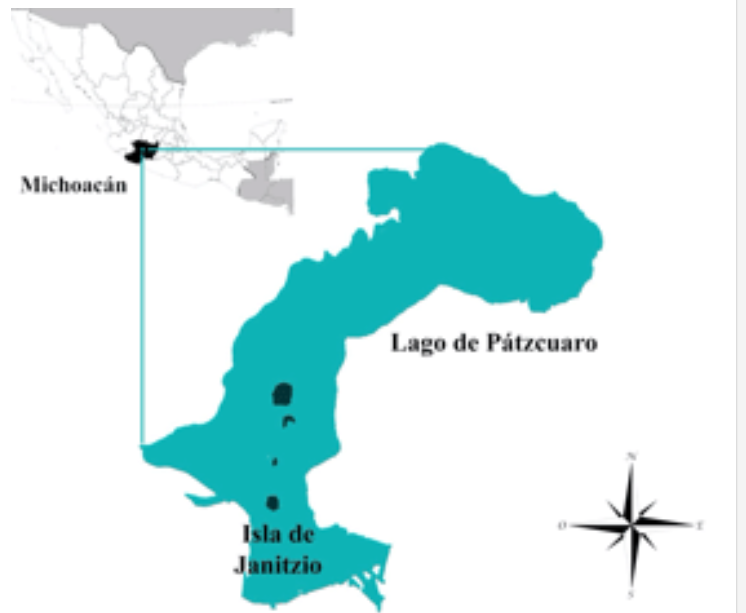 Michoacán
Lago de Pátzcuaro
N
O
E
S
Isla de
Janitzio